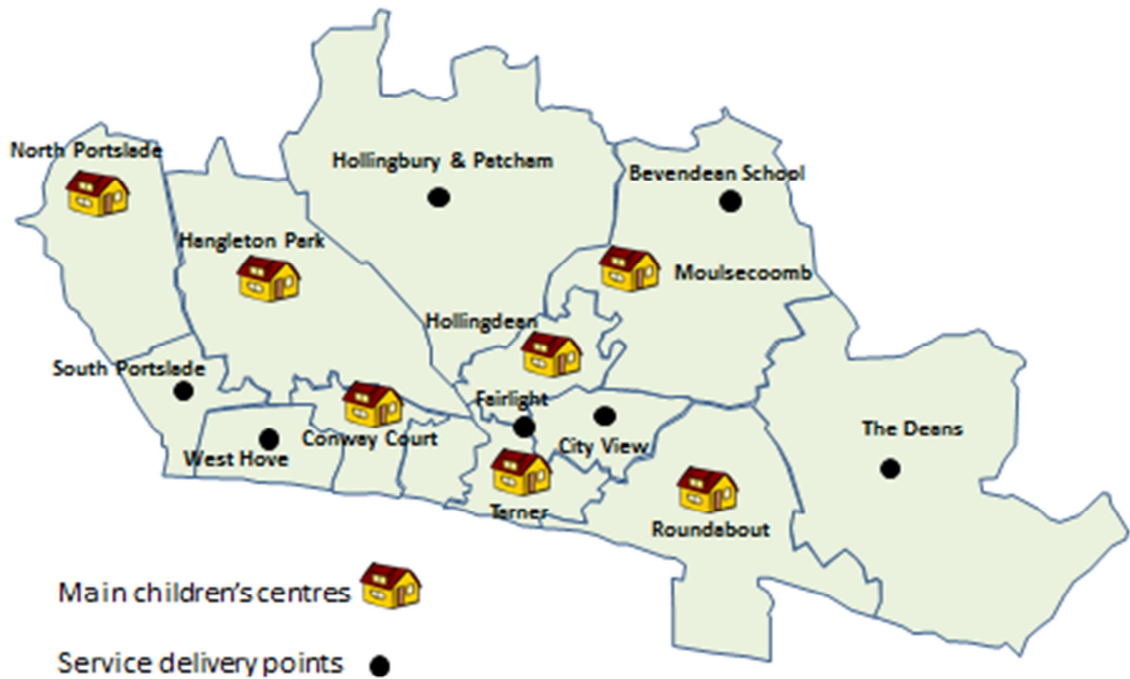 North Portslade
Hollingbury & Patcham
Bevendean School
Hangleton Park
Moulsecoomb
Hollingdean
South Portslade
Fairlight
The Deans
Conway Court
City View
West Hove
Tarner
Roundabout
Main children's centres
Service delivery points